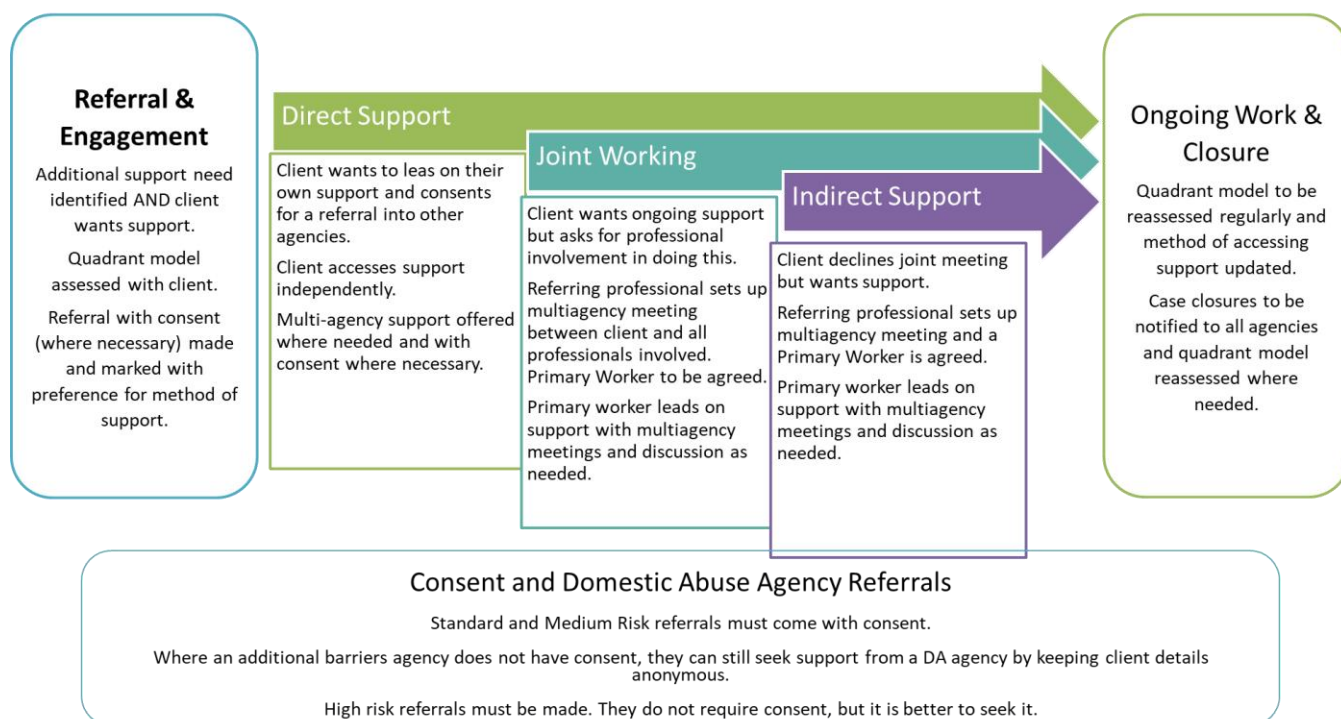 Referral &
Engagement
Additional support need
identified AND client
wants support.
Quadrant model
assessed with client.
Referral with consent
(where necessary) made
and marked with
preference for method of
support.
Direct Support
Client wants to leas on their
own support and consents
for a referral into other
agencies.
Client accesses support
independently.
Multi-agency support offered
where needed and with
consent where necessary.
Joint Working
Client wants ongoing support
but asks for professional
involvement in doing this.
Referring professional sets up
multiagency meeting
between client and all
professionals involved.
Primary Worker to be agreed.
Primary worker leads on
support with multiagency
meetings and discussion as
needed.
Indirect Support
Client declines joint meeting
but wants support.
Referring professional sets up
multiagency meeting and a
Primary Worker is agreed.
Primary worker leads on
support with multiagency
meetings and discussion as
needed.
Ongoing Work &
Closure
Quadrant model to be
reassessed regularly and
method of accessing
support updated.
Case closures to be
notified to all agencies
and quadrant model
reassessed where
needed.
Consent and Domestic Abuse Agency Referrals
Standard and Medium Risk referrals must come with consent.
Where an additional barriers agency does not have consent, they can still seek support from a DA agency by keeping client details
anonymous.
High risk referrals must be made. They do not require consent, but it is better to seek it.